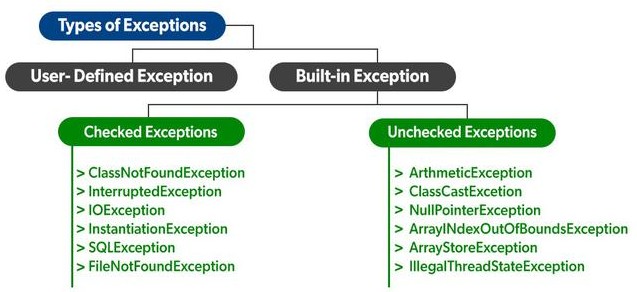 Types of Exceptions
User- Defined Exception
Built-in Exception
Checked Exceptions
> ClassNotFoundException
> InterruptedException
> IOException
> InstantiationException
> SQLException
> FileNotFoundException
Unchecked Exceptions
> ArthmeticException
> ClassCastExcetion
> NullPointerException
> ArrayINdexOutOfBoundsException
> ArrayStoreException
> IllegalThreadStateException